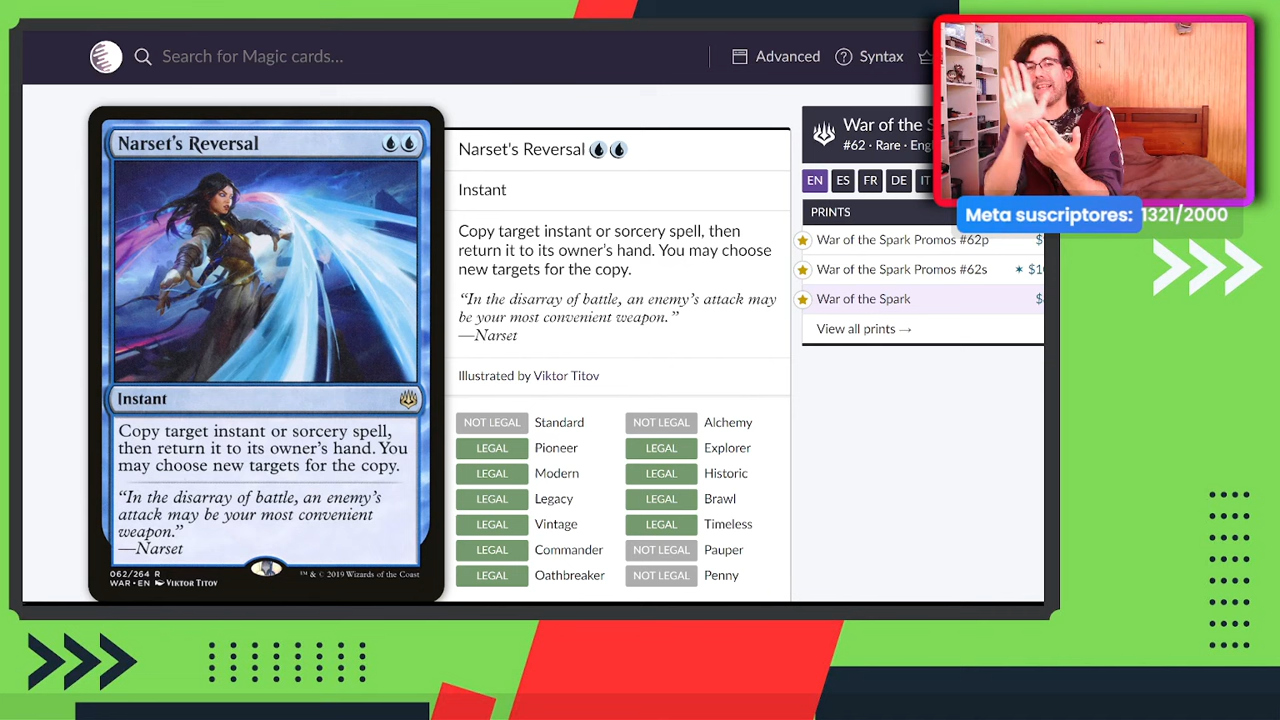 Search for Magic cards...
Advanced
Syntax
Narset's Reversal
Instant
Copy target instant or sorcery spell,
then return it to its owner's hand. You
may choose new targets for the copy.
"In the disarray of battle, an enemy's
attack may be your most convenient
weapon."
—Narset
062/264 R
WAR • EN VIKTOR TITOV
™ & © 2019 Wizards of the Coast
Narset's Reversal
Instant
Copy target instant or sorcery spell, then
return it to its owner's hand. You may choose
new targets for the copy.
"In the disarray of battle, an enemy's attack may
be your most convenient weapon."
—Narset
Illustrated by Viktor Titov
NOT LEGAL Standard NOT LEGAL Alchemy
LEGAL Pioneer LEGAL Explorer
LEGAL Modern LEGAL Historic
LEGAL Legacy LEGAL Brawl
LEGAL Vintage LEGAL Timeless
LEGAL Commander NOT LEGAL Pauper
LEGAL Oathbreaker NOT LEGAL Penny
War of the
#62 · Rare ·
EN ES FR DE IT
PRINTS
War of the Spark Promos #62p $
War of the Spark Promos #62s ✶ $1
War of the Spark $
View all prints →
Meta suscriptores: 1321/2000